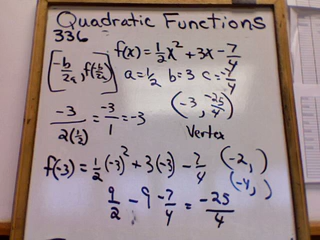 Quadratic Functions
336
f(x) = 1/2 x² + 3x - 7/4
[-b/2a, f(-b/2a)]
a = 1/2 b = 3 c = -7/4
-3/2(1/2) = -3/1 = -3
(-3, -25/4)
Vertex
f(-3) = 1/2 (-3)² + 3(-3) - 7/4
(-2, )
(-4, )
9/2 - 9 - 7/4 = -25/4